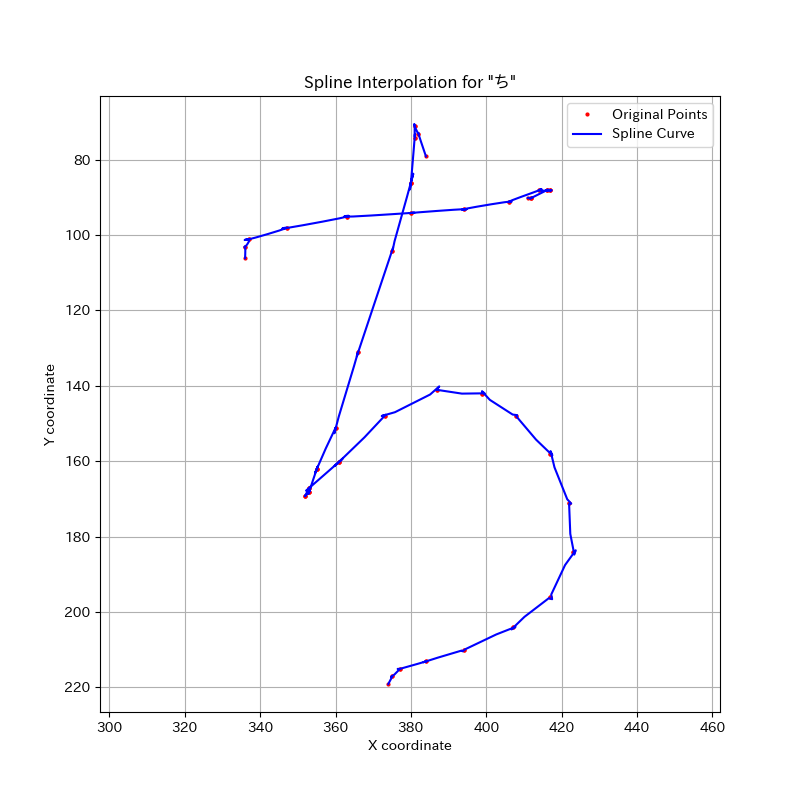 Spline Interpolation for "ち"
Original Points
Spline Curve
Y coordinate
80
100
120
140
160
180
200
220
300 320 340 360 380 400 420 440 460
X coordinate